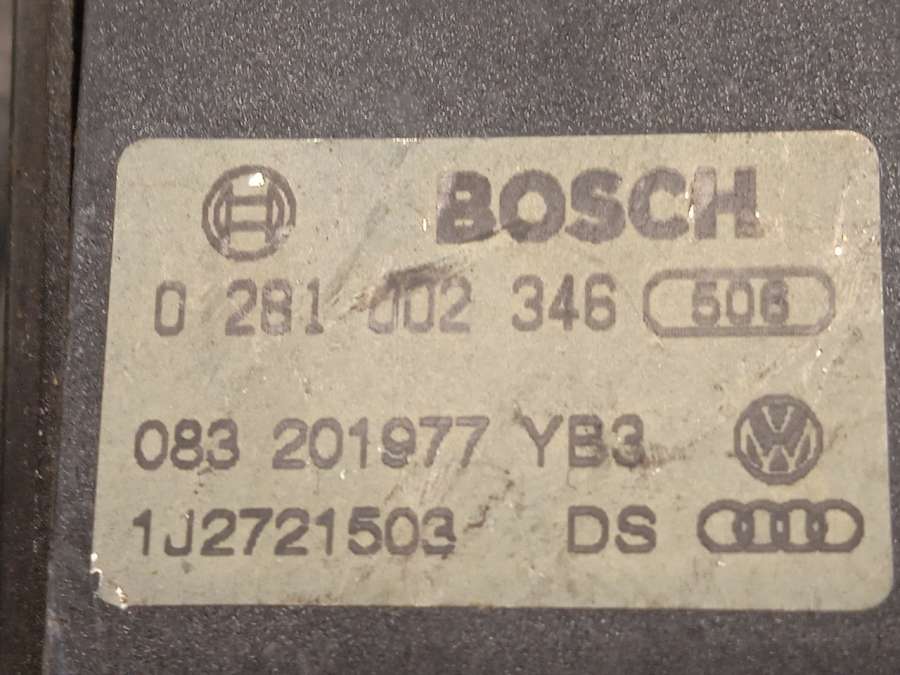 BOSCH
0 281 002 346 506
083 201977 YB3
1J2721503 DS